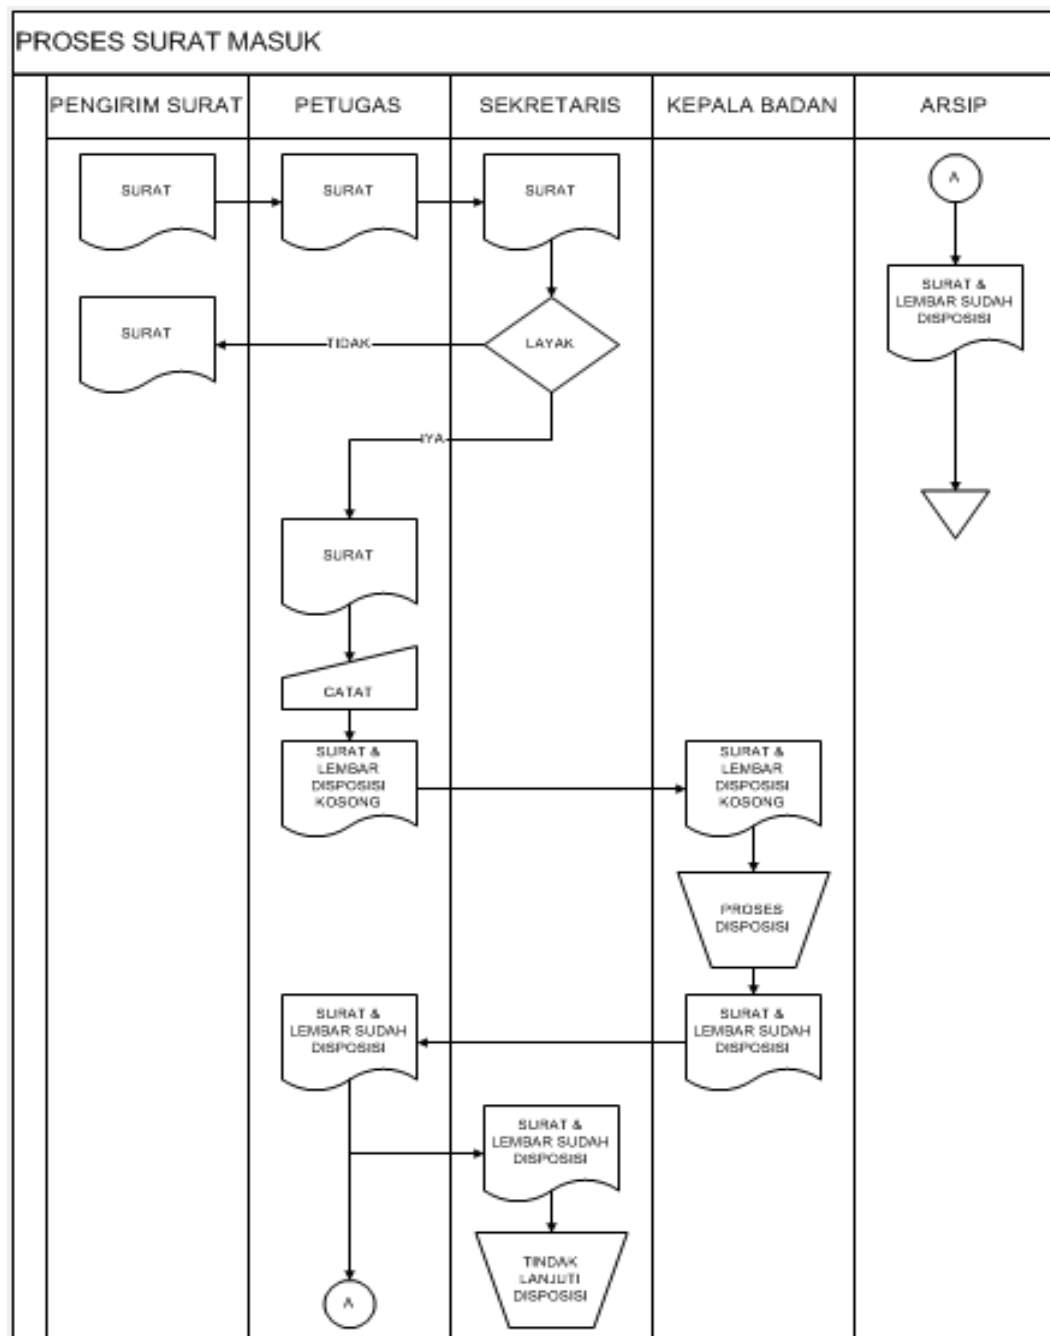 PROSES SURAT MASUK
PENGIRIM SURAT
PETUGAS
SEKRETARIS
KEPALA BADAN
ARSIP
SURAT
SURAT
SURAT
A
SURAT &
LEMBAR SUDAH
DISPOSISI
SURAT
TIDAK
LAYAK
IYA
SURAT
CATAT
SURAT &
LEMBAR
DISPOSISI
KOSONG
SURAT &
LEMBAR
DISPOSISI
KOSONG
PROSES
DISPOSISI
SURAT &
LEMBAR SUDAH
DISPOSISI
SURAT &
LEMBAR SUDAH
DISPOSISI
SURAT &
LEMBAR SUDAH
DISPOSISI
TINDAK
LANJUTI
DISPOSISI
A